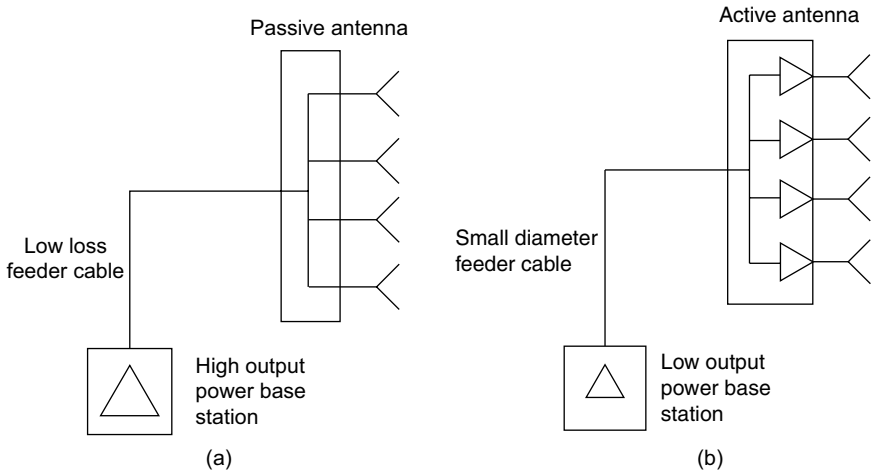 Passive antenna
Low loss
feeder cable
High output
power base
station
(a)
Active antenna
Small diameter
feeder cable
Low output
power base
station
(b)